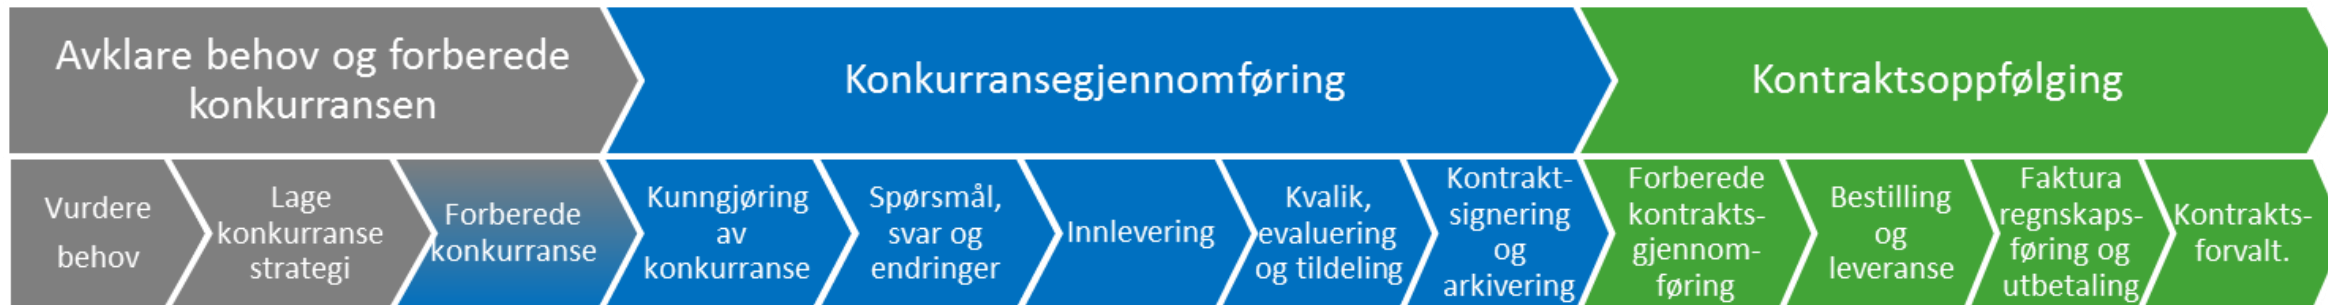 Avklare behov og forberede
konkurransen
Konkurransegjennomføring
Kontraktsoppfølging
Vurdere
behov
Lage
konkurranse
strategi
Forberede
konkurranse
Kunngjøring
av
konkurranse
Spørsmål,
svar og
endringer
Innlevering
Kvalik,
evaluering
og tildeling
Kontrakt-
signering
og
arkivering
Forberede
kontrakts-
gjennom-
føring
Bestilling
og
leveranse
Faktura
regnskaps-
føring og
utbetaling
Kontrakts-
forvalt.